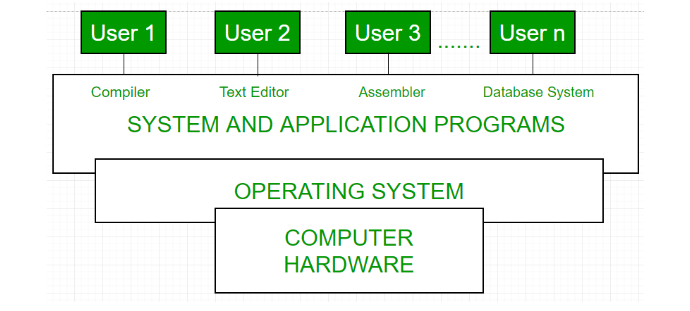 User 1 User 2 User 3 ....... User n
Compiler Text Editor Assembler Database System
SYSTEM AND APPLICATION PROGRAMS
OPERATING SYSTEM
COMPUTER
HARDWARE